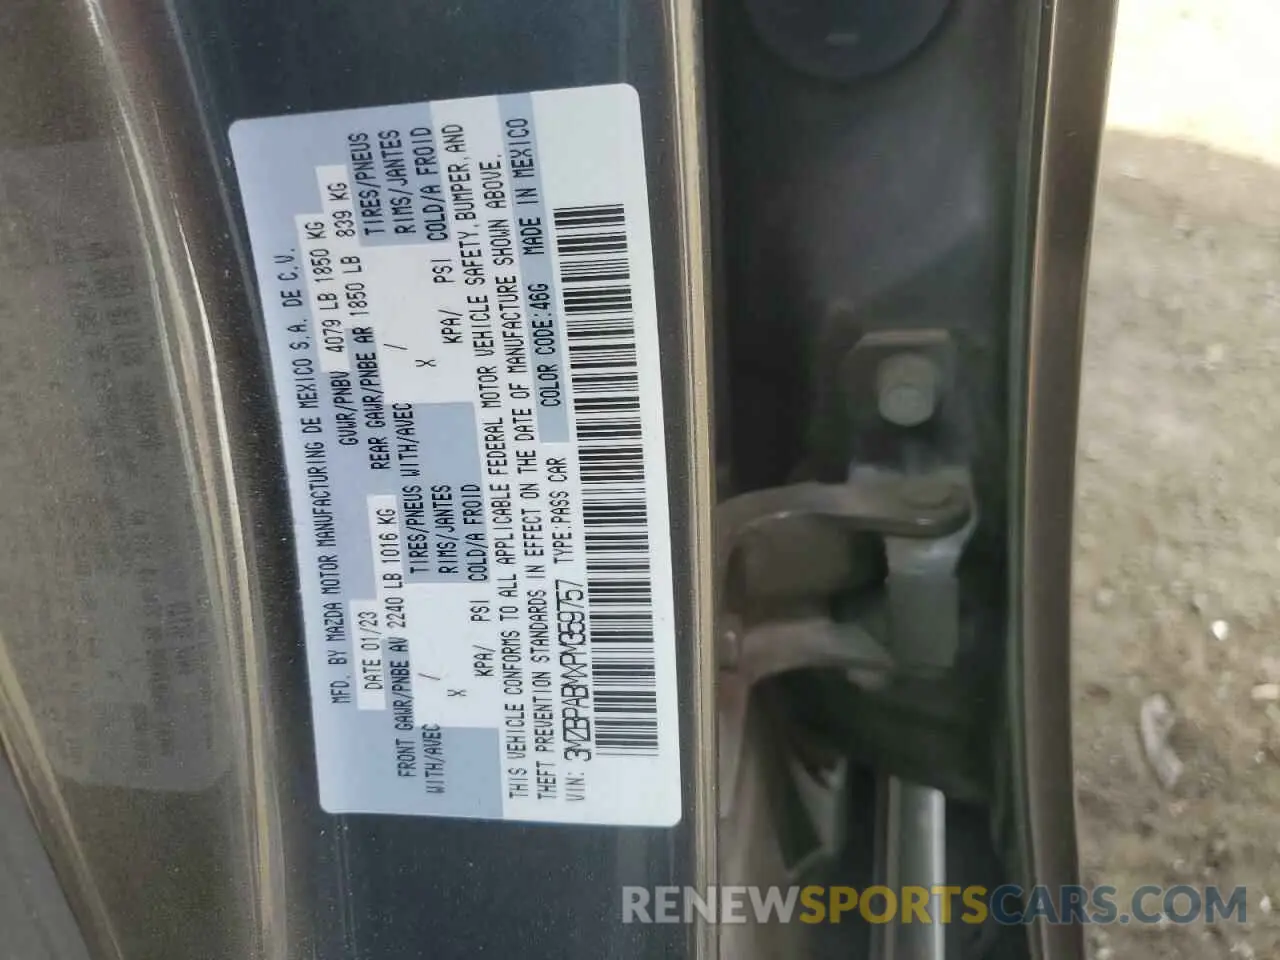 MFD. BY MAZDA MOTOR MANUFACTURING DE MEXICO S.A. DE C.V.
DATE 01/23 GVWR/PNBV 4079 LB 1850 KG
FRONT GAWR/PNBE AV 2240 LB 1016 KG REAR GAWR/PNBE AR 1850 LB 839 KG
WITH/AVEC / TIRES/PNEUS WITH/AVEC / TIRES/PNEUS
X RIMS/JANTES X RIMS/JANTES
KPA/ PSI COLD/A FROID KPA/ PSI COLD/A FROID
THIS VEHICLE CONFORMS TO ALL APPLICABLE FEDERAL MOTOR VEHICLE SAFETY, BUMPER, AND
THEFT PREVENTION STANDARDS IN EFFECT ON THE DATE OF MANUFACTURE SHOWN ABOVE.
VIN: 3MZBPABMXPM359757 TYPE:PASS CAR COLOR CODE:46G MADE IN MEXICO
RENEWSPORTSCARS.COM